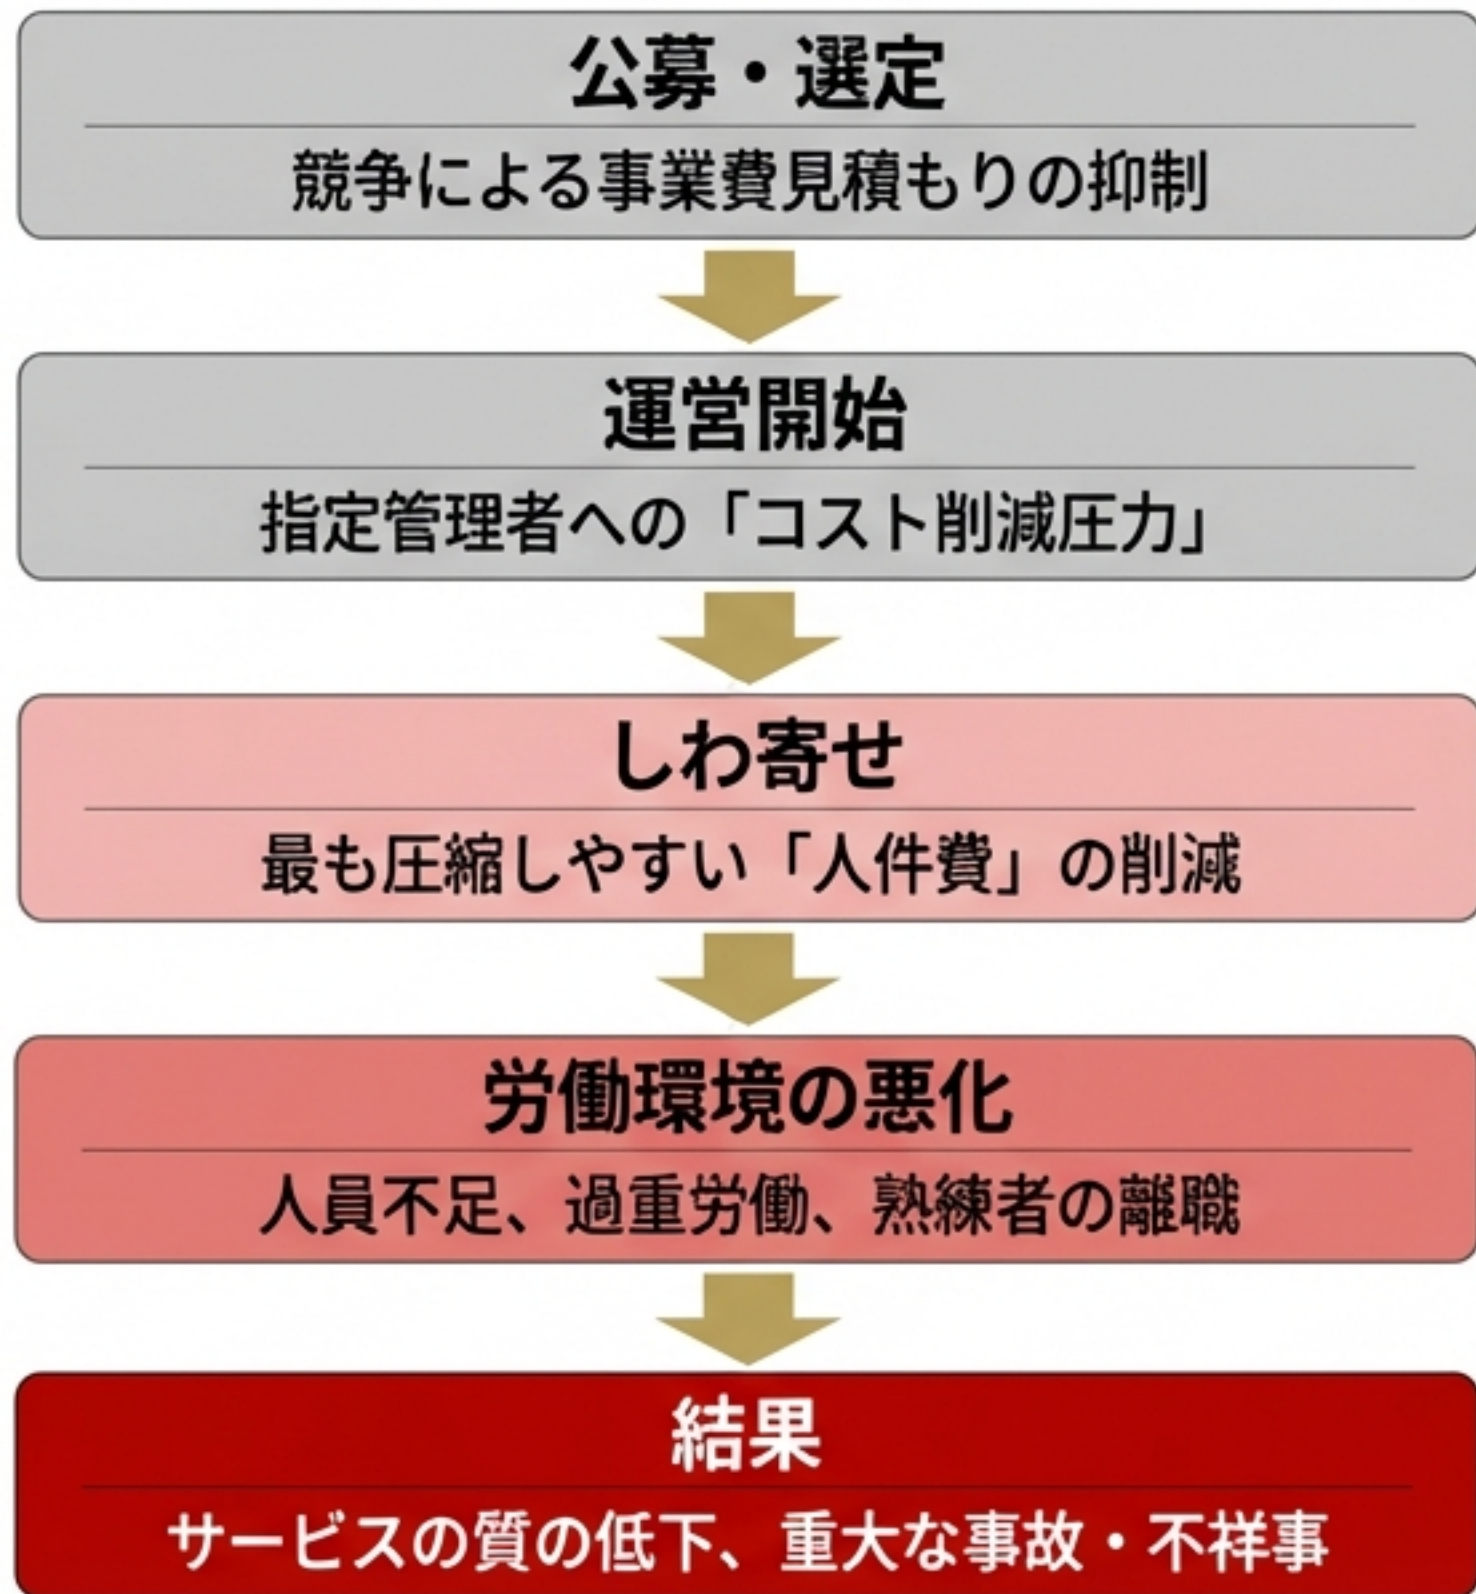 公募・選定
競争による事業費見積もりの抑制
運営開始
指定管理者への「コスト削減圧力」
しわ寄せ
最も圧縮しやすい「人件費」の削減
労働環境の悪化
人員不足、過重労働、熟練者の離職
結果
サービスの質の低下、重大な事故・不祥事